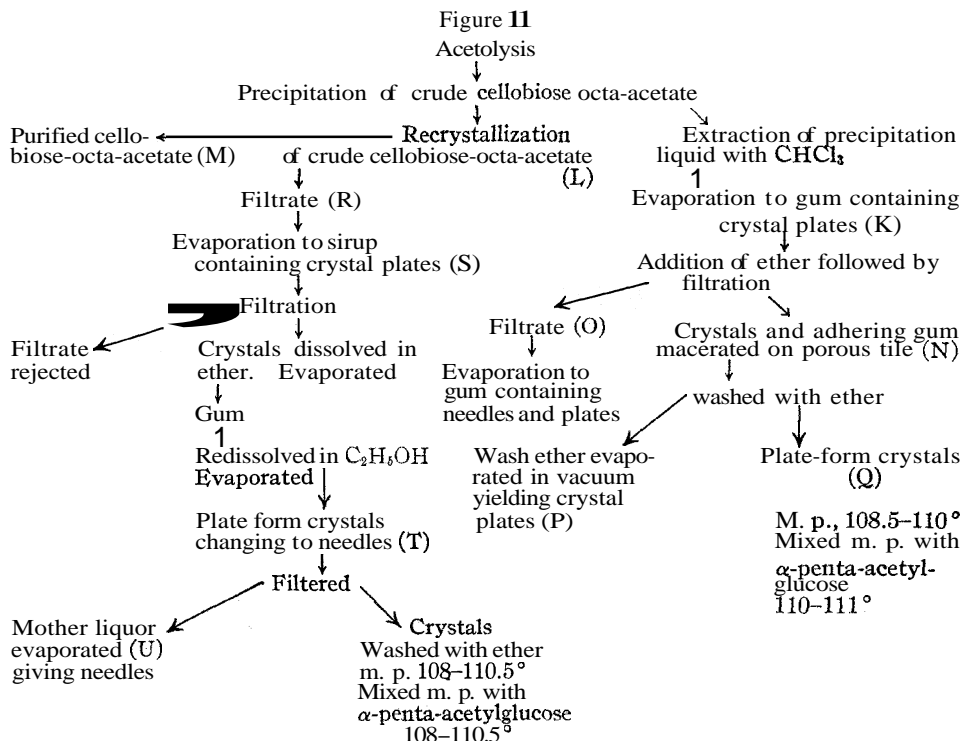 Figure 11
Acetolysis
Precipitation of crude cellobiose octa-acetate
Purified cello-
biose-octa-acetate (M)
Recrystallization
of crude cellobiose-octa-acetate
(L)
Extraction of precipitation
liquid with CHCl₃
1
Filtrate (R)
Evaporation to gum containing
crystal plates (K)
Evaporation to sirup
containing crystal plates (S)
Addition of ether followed by
filtration
Filtration
Filtrate
rejected
Crystals dissolved in
ether. Evaporated
Filtrate (O)
Evaporation to
gum containing
needles and plates
Crystals and adhering gum
macerated on porous tile (N)
washed with ether
Gum
1
Redissolved in C₂H₅OH
Evaporated
Wash ether evapo-
rated in vacuum
yielding crystal
plates (P)
Plate-form crystals
(Q)
M. p., 108.5–110°
Mixed m. p. with
α-penta-acetyl-
glucose
110–111°
Plate form crystals
changing to needles (T)
Filtered
Mother liquor
evaporated (U)
giving needles
Crystals
Washed with ether
m. p. 108–110.5°
Mixed m. p. with
α-penta-acetylglucose
108–110.5°